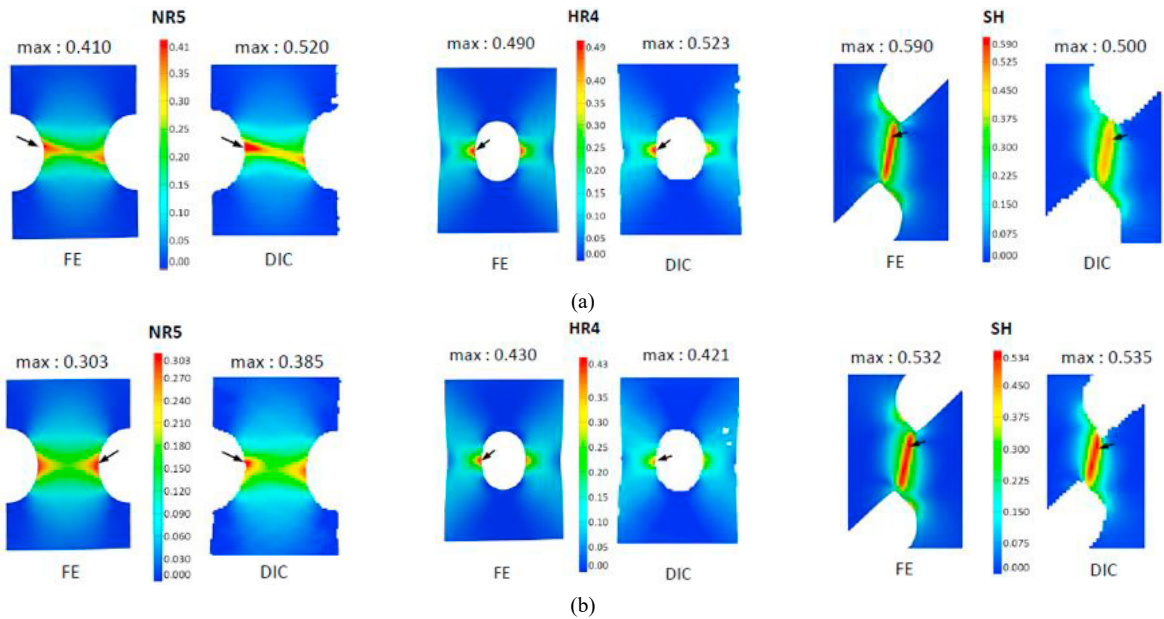 NR5
max : 0.410
max : 0.520
0.41
0.35
0.30
0.25
0.20
0.15
0.10
0.05
0.00
FE
DIC
HR4
max : 0.490
max : 0.523
0.49
0.40
0.35
0.30
0.25
0.20
0.15
0.10
0.05
0.00
FE
DIC
SH
max : 0.590
max : 0.500
0.590
0.525
0.450
0.375
0.300
0.225
0.150
0.075
0.000
FE
DIC
(a)
NR5
max : 0.303
max : 0.385
0.303
0.270
0.240
0.210
0.180
0.150
0.120
0.090
0.060
0.030
0.000
FE
DIC
HR4
max : 0.430
max : 0.421
0.43
0.35
0.30
0.25
0.20
0.15
0.10
0.05
0.00
FE
DIC
SH
max : 0.532
max : 0.535
0.534
0.450
0.375
0.300
0.225
0.150
0.075
0.000
FE
DIC
(b)